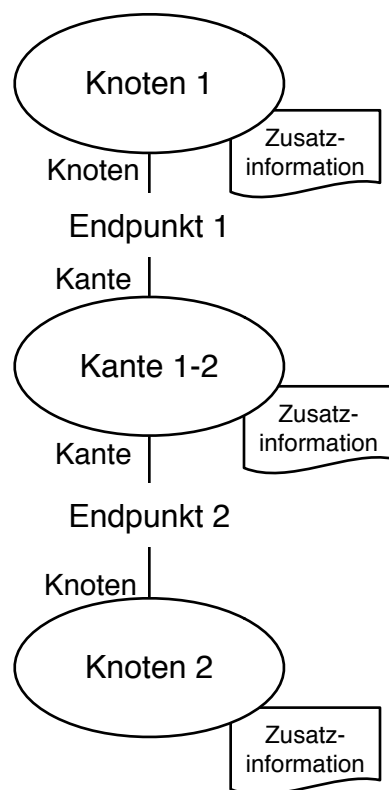 Knoten 1
Zusatz-
information
Knoten
Endpunkt 1
Kante
Kante 1-2
Zusatz-
information
Kante
Endpunkt 2
Knoten
Knoten 2
Zusatz-
information